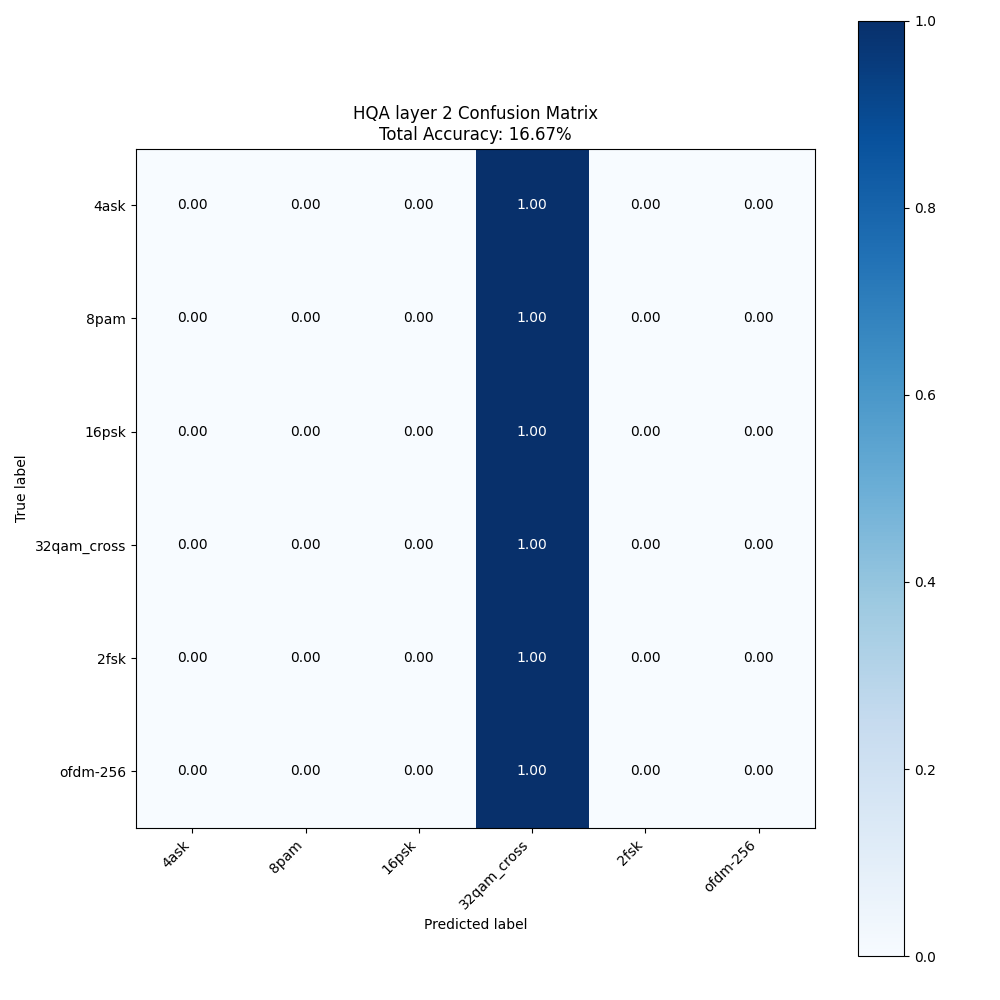 HQA layer 2 Confusion Matrix
Total Accuracy: 16.67%
True label
4ask 0.00 0.00 0.00 1.00 0.00 0.00
8pam 0.00 0.00 0.00 1.00 0.00 0.00
16psk 0.00 0.00 0.00 1.00 0.00 0.00
32qam_cross 0.00 0.00 0.00 1.00 0.00 0.00
2fsk 0.00 0.00 0.00 1.00 0.00 0.00
ofdm-256 0.00 0.00 0.00 1.00 0.00 0.00
4ask 8pam 16psk 32qam_cross 2fsk ofdm-256
Predicted label
1.0
0.8
0.6
0.4
0.2
0.0